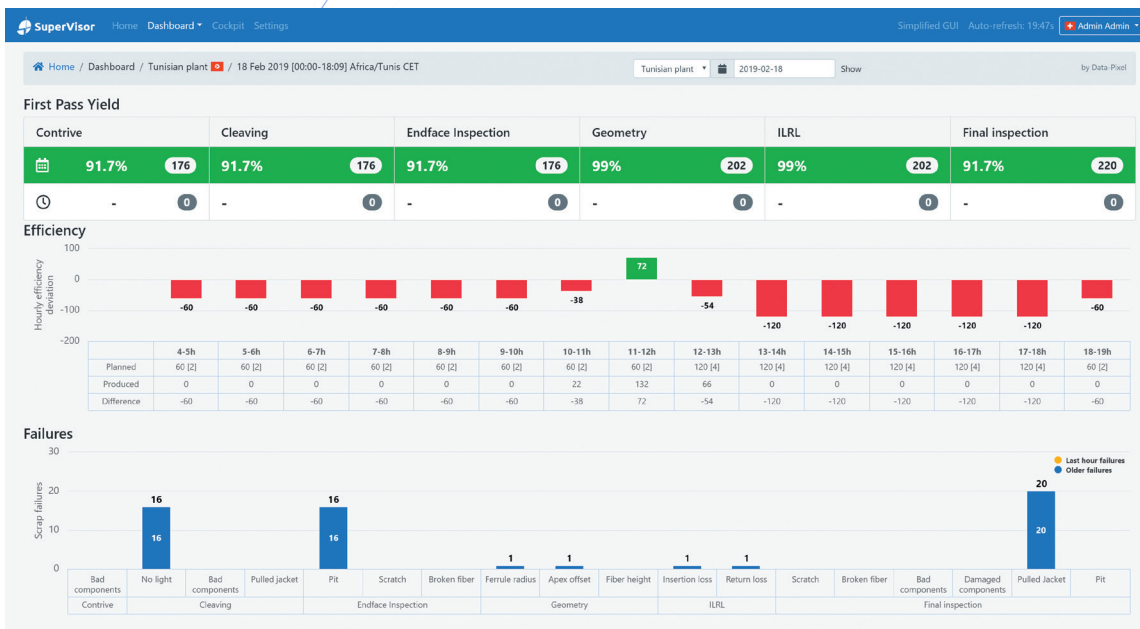 SuperVisor Home Dashboard Cockpit Settings Simplified GUI Auto-refresh: 19:47s Admin Admin
Home / Dashboard / Tunisian plant / 18 Feb 2019 [00:00-18:09] Africa/Tunis CET Tunisian plant 2019-02-18 Show by Data-Pixel
First Pass Yield
Contrive Cleaving Endface Inspection Geometry ILRL Final inspection
91.7% 176 91.7% 176 91.7% 176 99% 202 99% 202 91.7% 220
- 0 - 0 - 0 - 0 - 0 - 0
Efficiency
Hourly efficiency deviation
100
0
-100
-200
-60 -60 -60 -60 -60 -60 -38 72 -54 -120 -120 -120 -120 -120 -60
4-5h 5-6h 6-7h 7-8h 8-9h 9-10h 10-11h 11-12h 12-13h 13-14h 14-15h 15-16h 16-17h 17-18h 18-19h
Planned 60 [2] 60 [2] 60 [2] 60 [2] 60 [2] 60 [2] 60 [2] 60 [2] 120 [4] 120 [4] 120 [4] 120 [4] 120 [4] 120 [4] 60 [2]
Produced 0 0 0 0 0 0 22 132 66 0 0 0 0 0 0
Difference -60 -60 -60 -60 -60 -60 -38 72 -54 -120 -120 -120 -120 -120 -60
Failures
Scrap failures
30
20
10
0
Last hour failures
Older failures
16 16 1 1 1 1 20
16 16 20
Bad components No light Bad components Pulled jacket Pit Scratch Broken fiber Ferrule radius Apex offset Fiber height Insertion loss Return loss Scratch Broken fiber Bad components Damaged components Pulled Jacket Pit
Contrive Cleaving Endface Inspection Geometry ILRL Final inspection